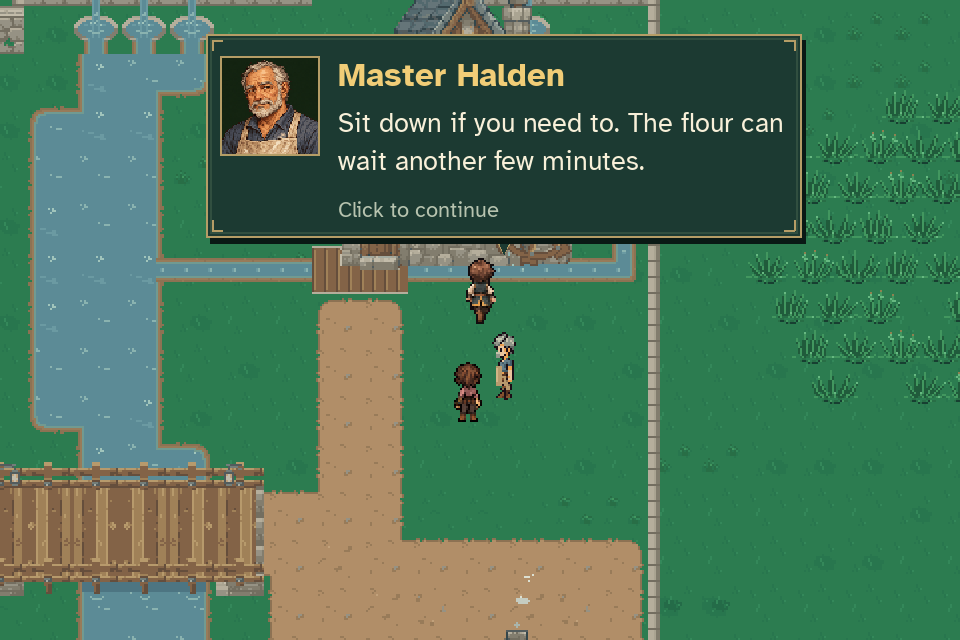 Master Halden
Sit down if you need to. The flour can
wait another few minutes.
Click to continue